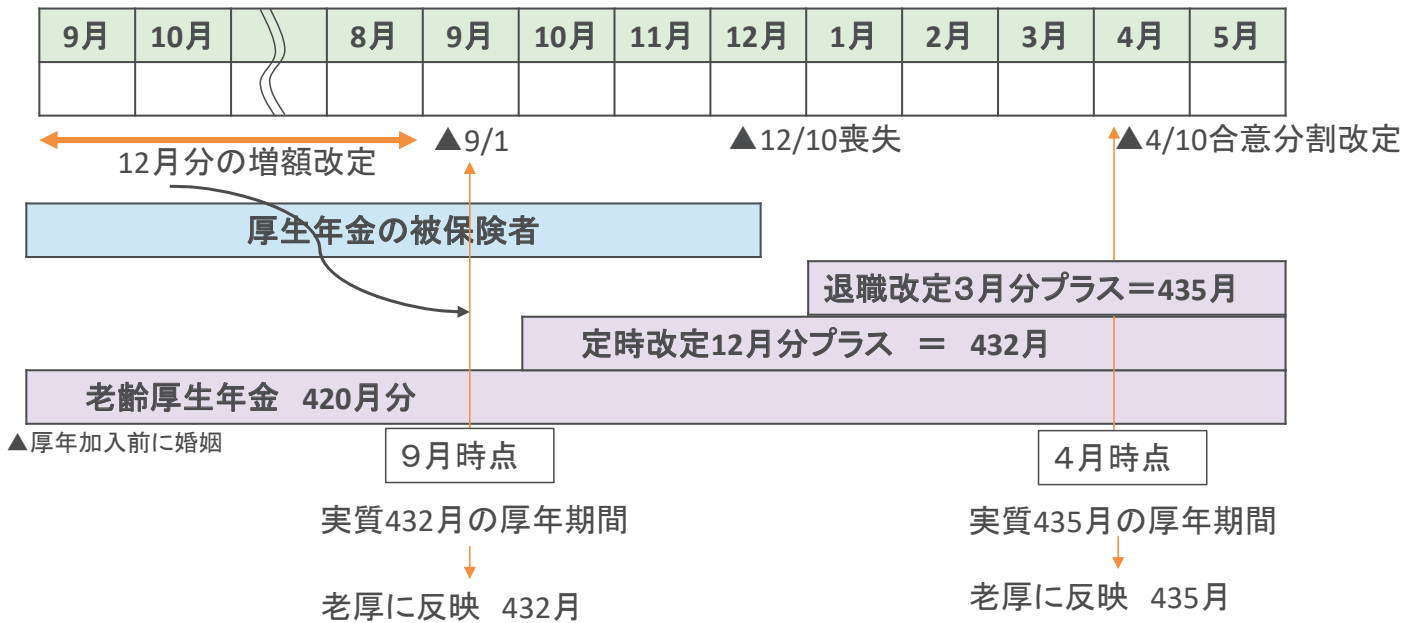 9月 10月 8月 9月 10月 11月 12月 1月 2月 3月 4月 5月
▲9/1 ▲12/10喪失 ▲4/10合意分割改定
12月分の増額改定
厚生年金の被保険者
退職改定３月分プラス＝435月
定時改定12月分プラス ＝ 432月
老齢厚生年金 420月分
▲厚年加入前に婚姻
９月時点 ４月時点
実質432月の厚年期間 実質435月の厚年期間
老厚に反映 432月 老厚に反映 435月